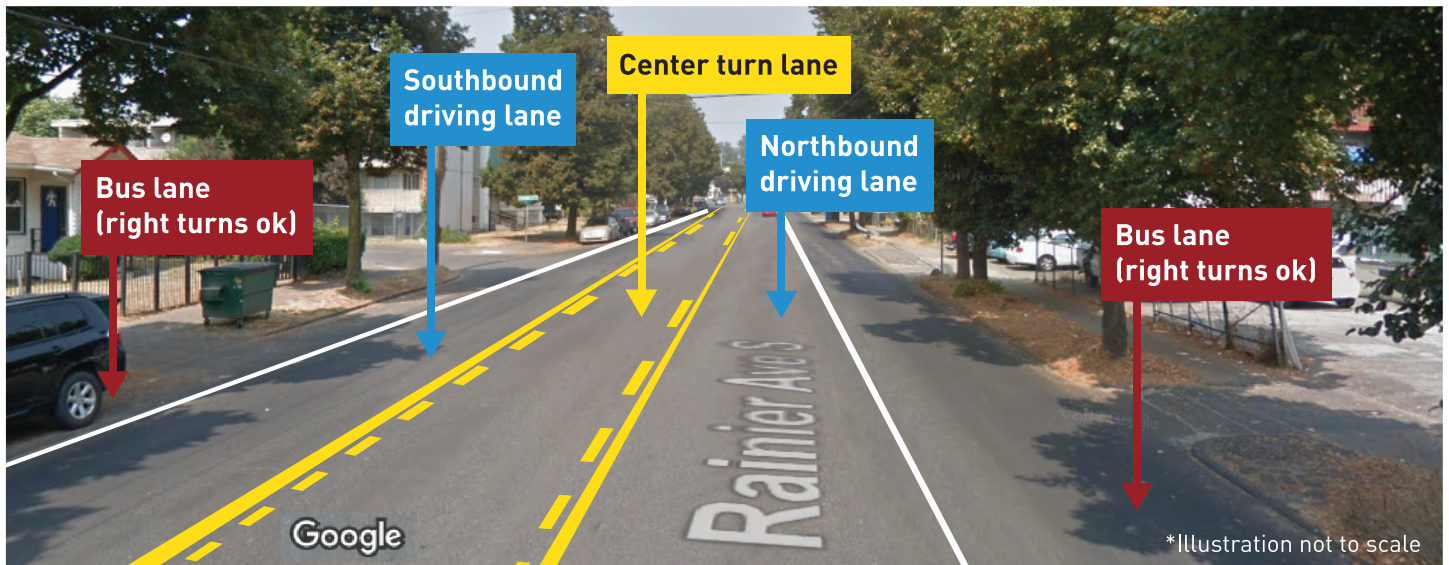 Center turn lane
Southbound
driving lane
Northbound
driving lane
Bus lane
(right turns ok)
Bus lane
(right turns ok)
Rainier Ave S
Google
*Illustration not to scale